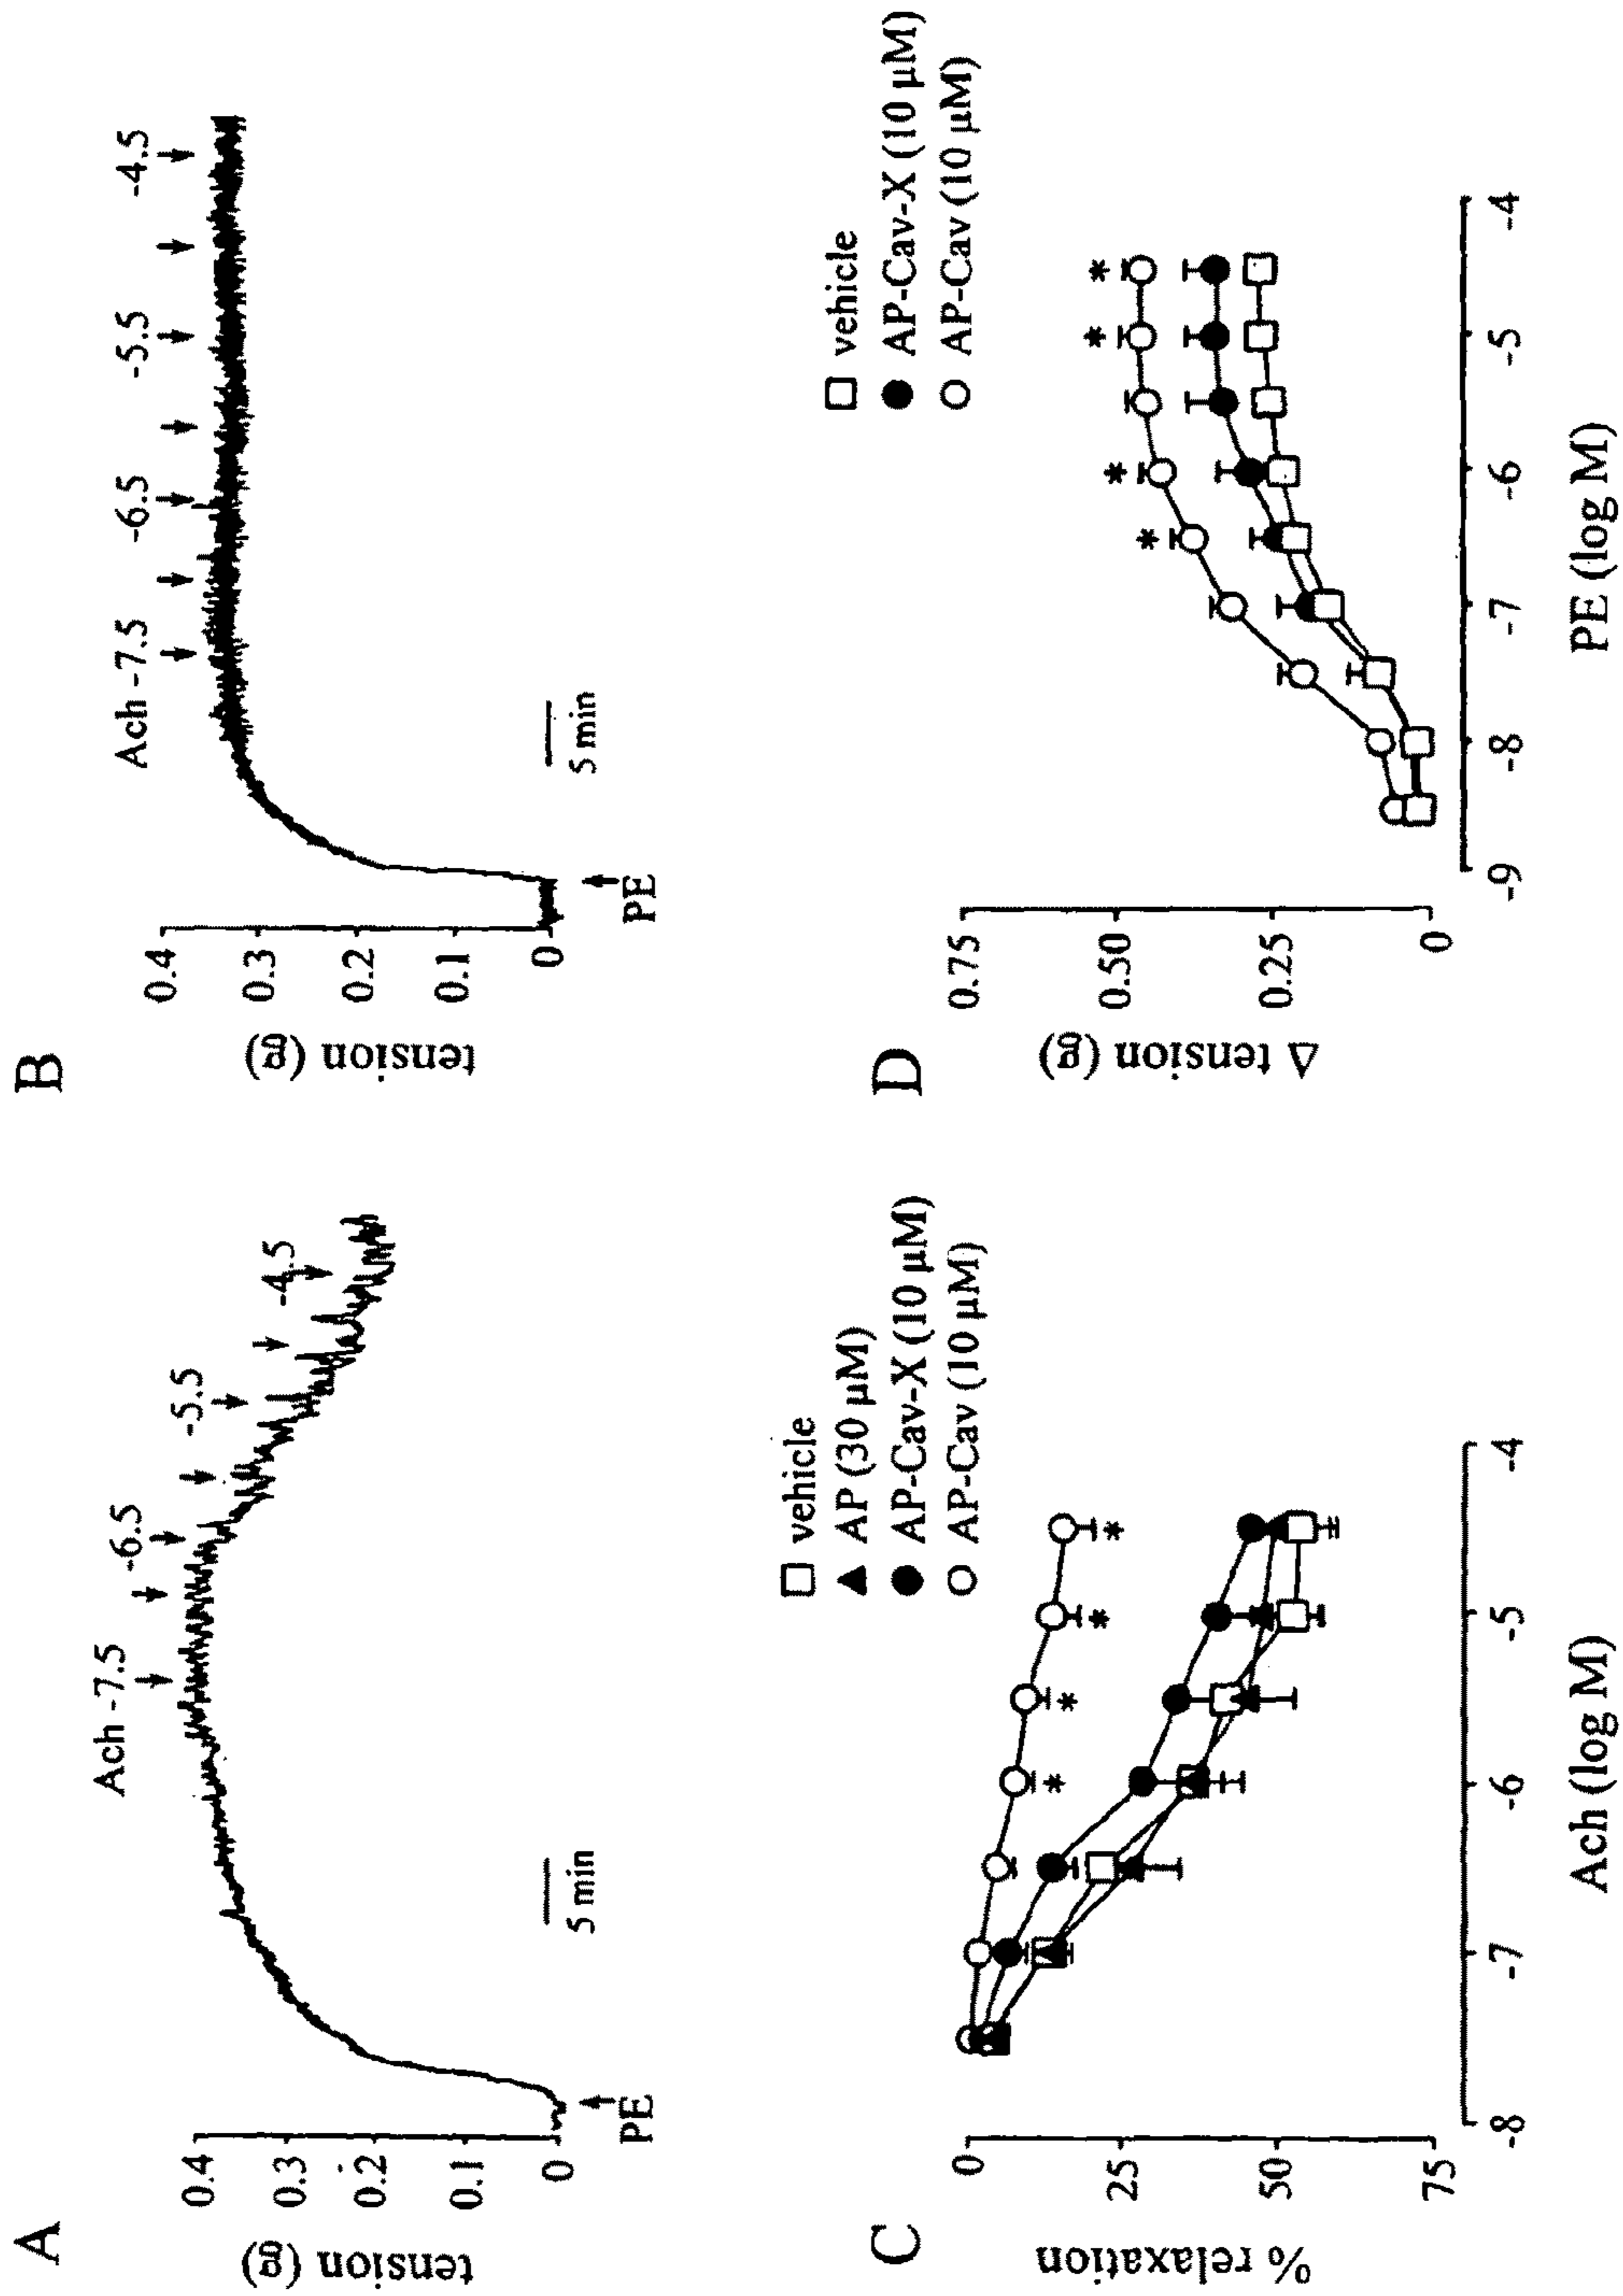 A
tension (g)
0.4
0.3
0.2
0.1
0
PE
5 min
Ach -7.5
-6.5
-5.5
-4.5
B
tension (g)
0.4
0.3
0.2
0.1
0
PE
5 min
Ach -7.5
-6.5
-5.5
-4.5
C
% relaxation
0
25
50
75
vehicle
AP (30 µM)
AP-Cav-X (10 µM)
AP-Cav (10 µM)
* * * *
-8 -7 -6 -5 -4
Ach (log M)
D
Δ tension (g)
0.75
0.50
0.25
0
vehicle
AP-Cav-X (10 µM)
AP-Cav (10 µM)
* * * *
-9 -8 -7 -6 -5 -4
PE (log M)